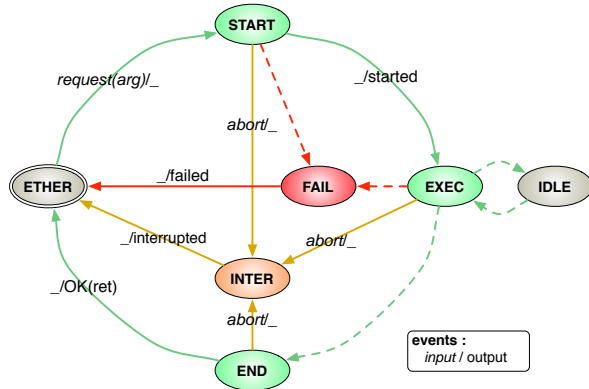 START
_/started
request(arg)/_
abort/_
ETHER
_/failed
FAIL
EXEC
IDLE
_/interrupted
abort/_
INTER
_/OK(ret)
abort/_
END
events :
input / output